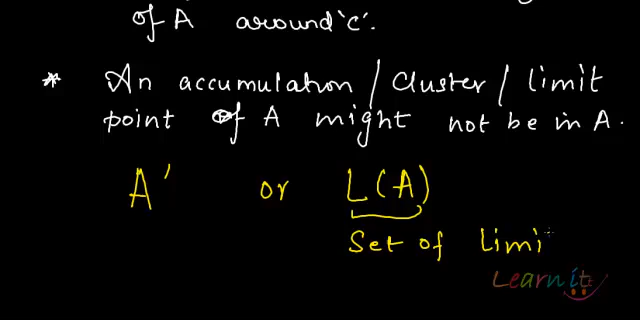 of A around 'c'.
* An accumulation / Cluster / limit
point of A might not be in A.
A' or L(A)
Set of limi
Learnit